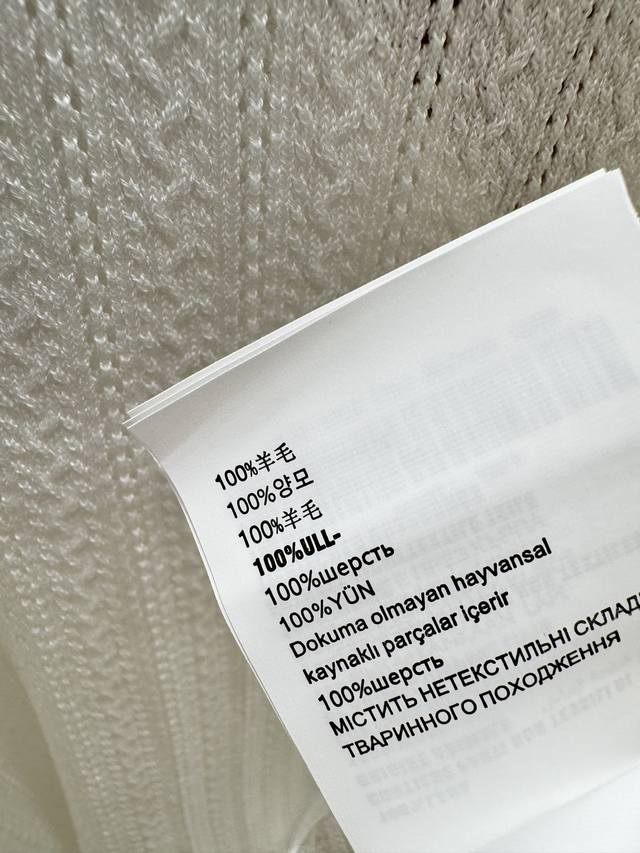 100%羊毛
100%양모
100%羊毛
100%ULL-
100%шерсть
100%YÜN
Dokuma olmayan hayvansal
kaynaklı parçalar içerir
100%шерсть
МІСТИТЬ НЕТЕКСТИЛЬНІ
ТВАРИННОГО ПОХОДЖЕННЯ